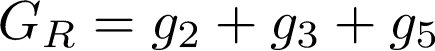 G_R = g_2 + g_3 + g_5